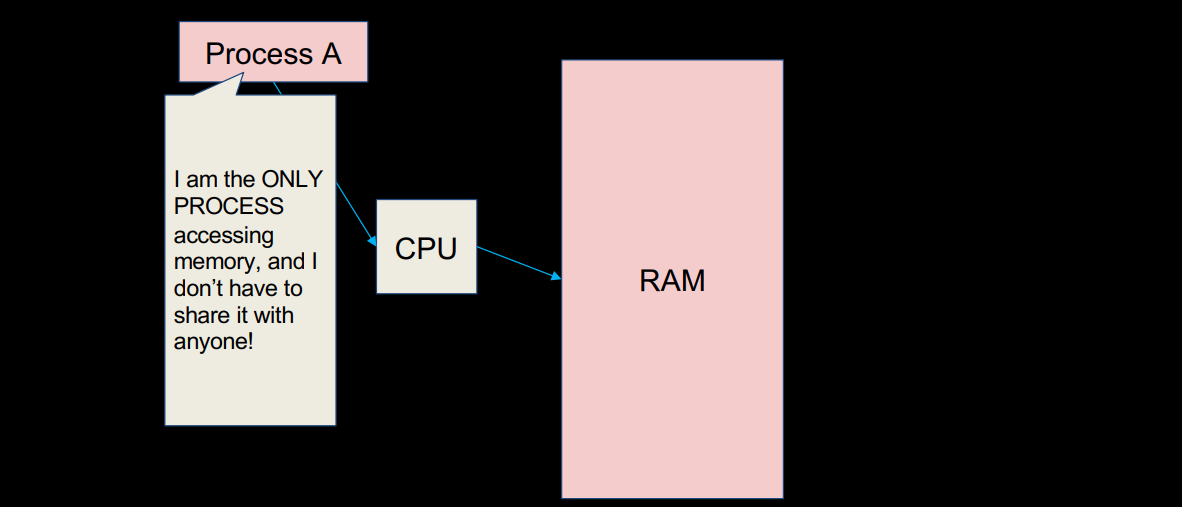 Process A
I am the ONLY
PROCESS
accessing
memory, and I
don’t have to
share it with
anyone!
CPU
RAM